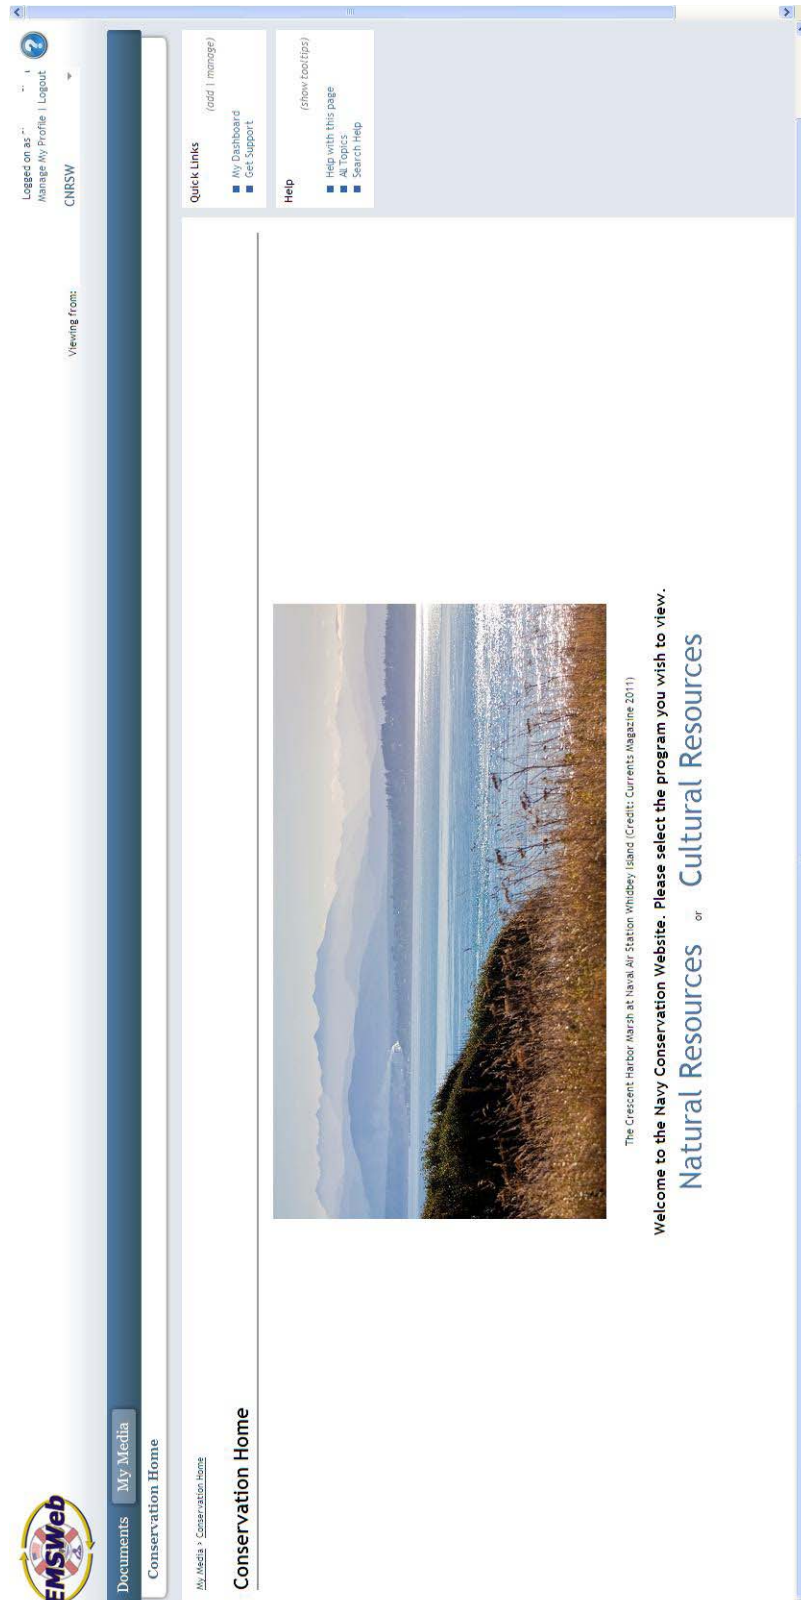 EMSWeb
Logged on as
Manage My Profile | Logout
Viewing from:
CNRSW
Documents
My Media
Conservation Home
My Media > Conservation Home
Conservation Home
Quick Links
(add | manage)
My Dashboard
Get Support
Help
(show tooltips)
Help with this page
All Topics
Search Help
The Crescent Harbor Marsh at Naval Air Station Whidbey Island (Credit: Currents Magazine 2011)
Welcome to the Navy Conservation Website. Please select the program you wish to view.
Natural Resources or Cultural Resources